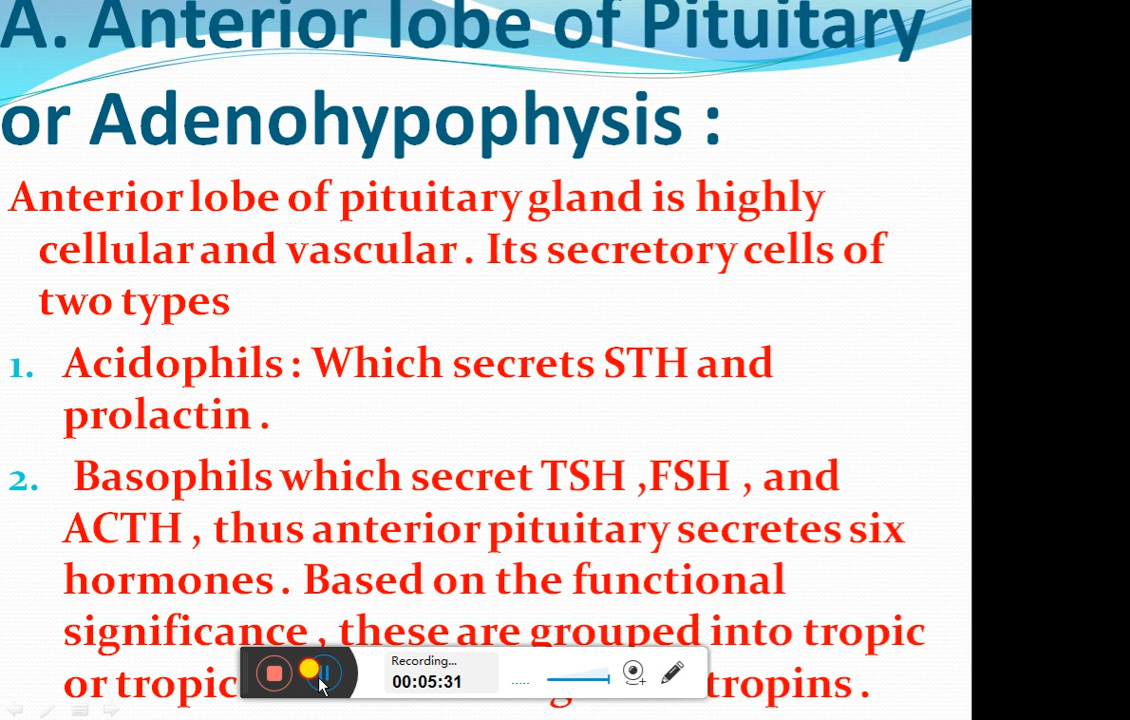 A. Anterior lobe of Pituitary
or Adenohypophysis :
Anterior lobe of pituitary gland is highly
cellular and vascular . Its secretory cells of
two types
1. Acidophils : Which secrets STH and
prolactin .
2. Basophils which secret TSH ,FSH , and
ACTH , thus anterior pituitary secretes six
hormones . Based on the functional
significance , these are grouped into tropic
or tropic tropins .
Recording...
00:05:31